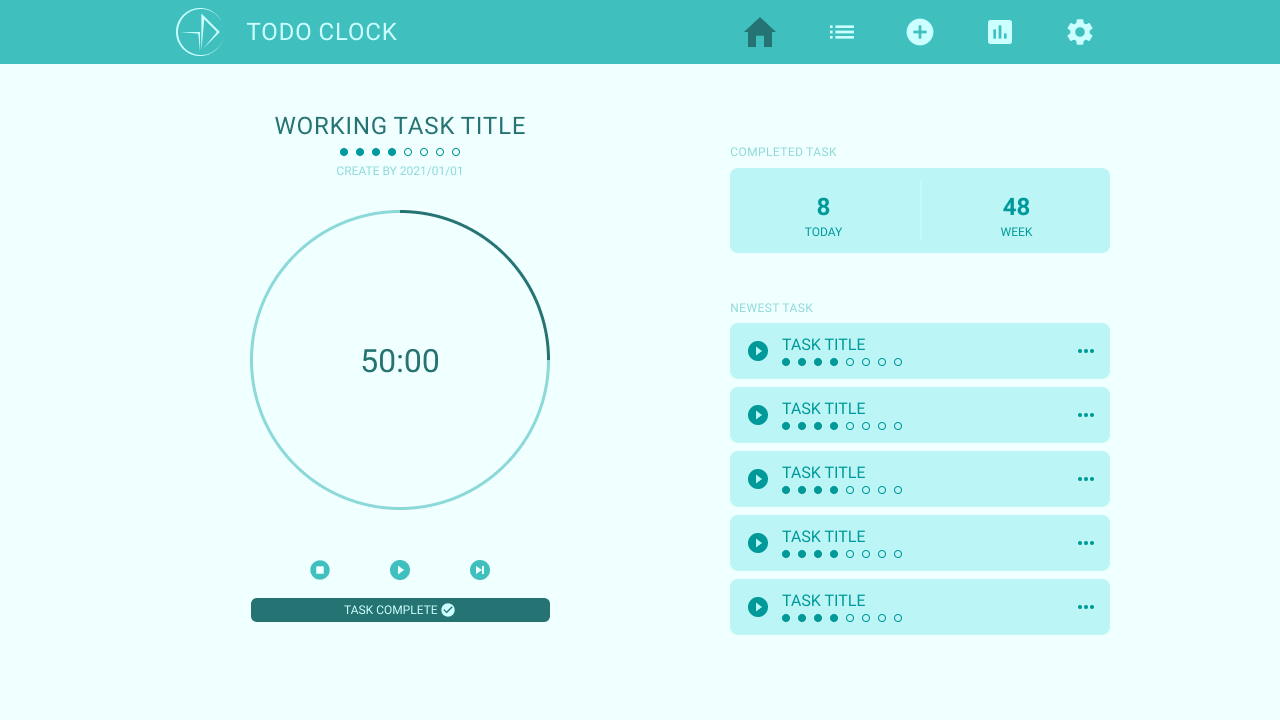 TODO CLOCK
WORKING TASK TITLE
CREATE BY 2021/01/01
50:00
TASK COMPLETE
COMPLETED TASK
8
TODAY
48
WEEK
NEWEST TASK
TASK TITLE
TASK TITLE
TASK TITLE
TASK TITLE
TASK TITLE